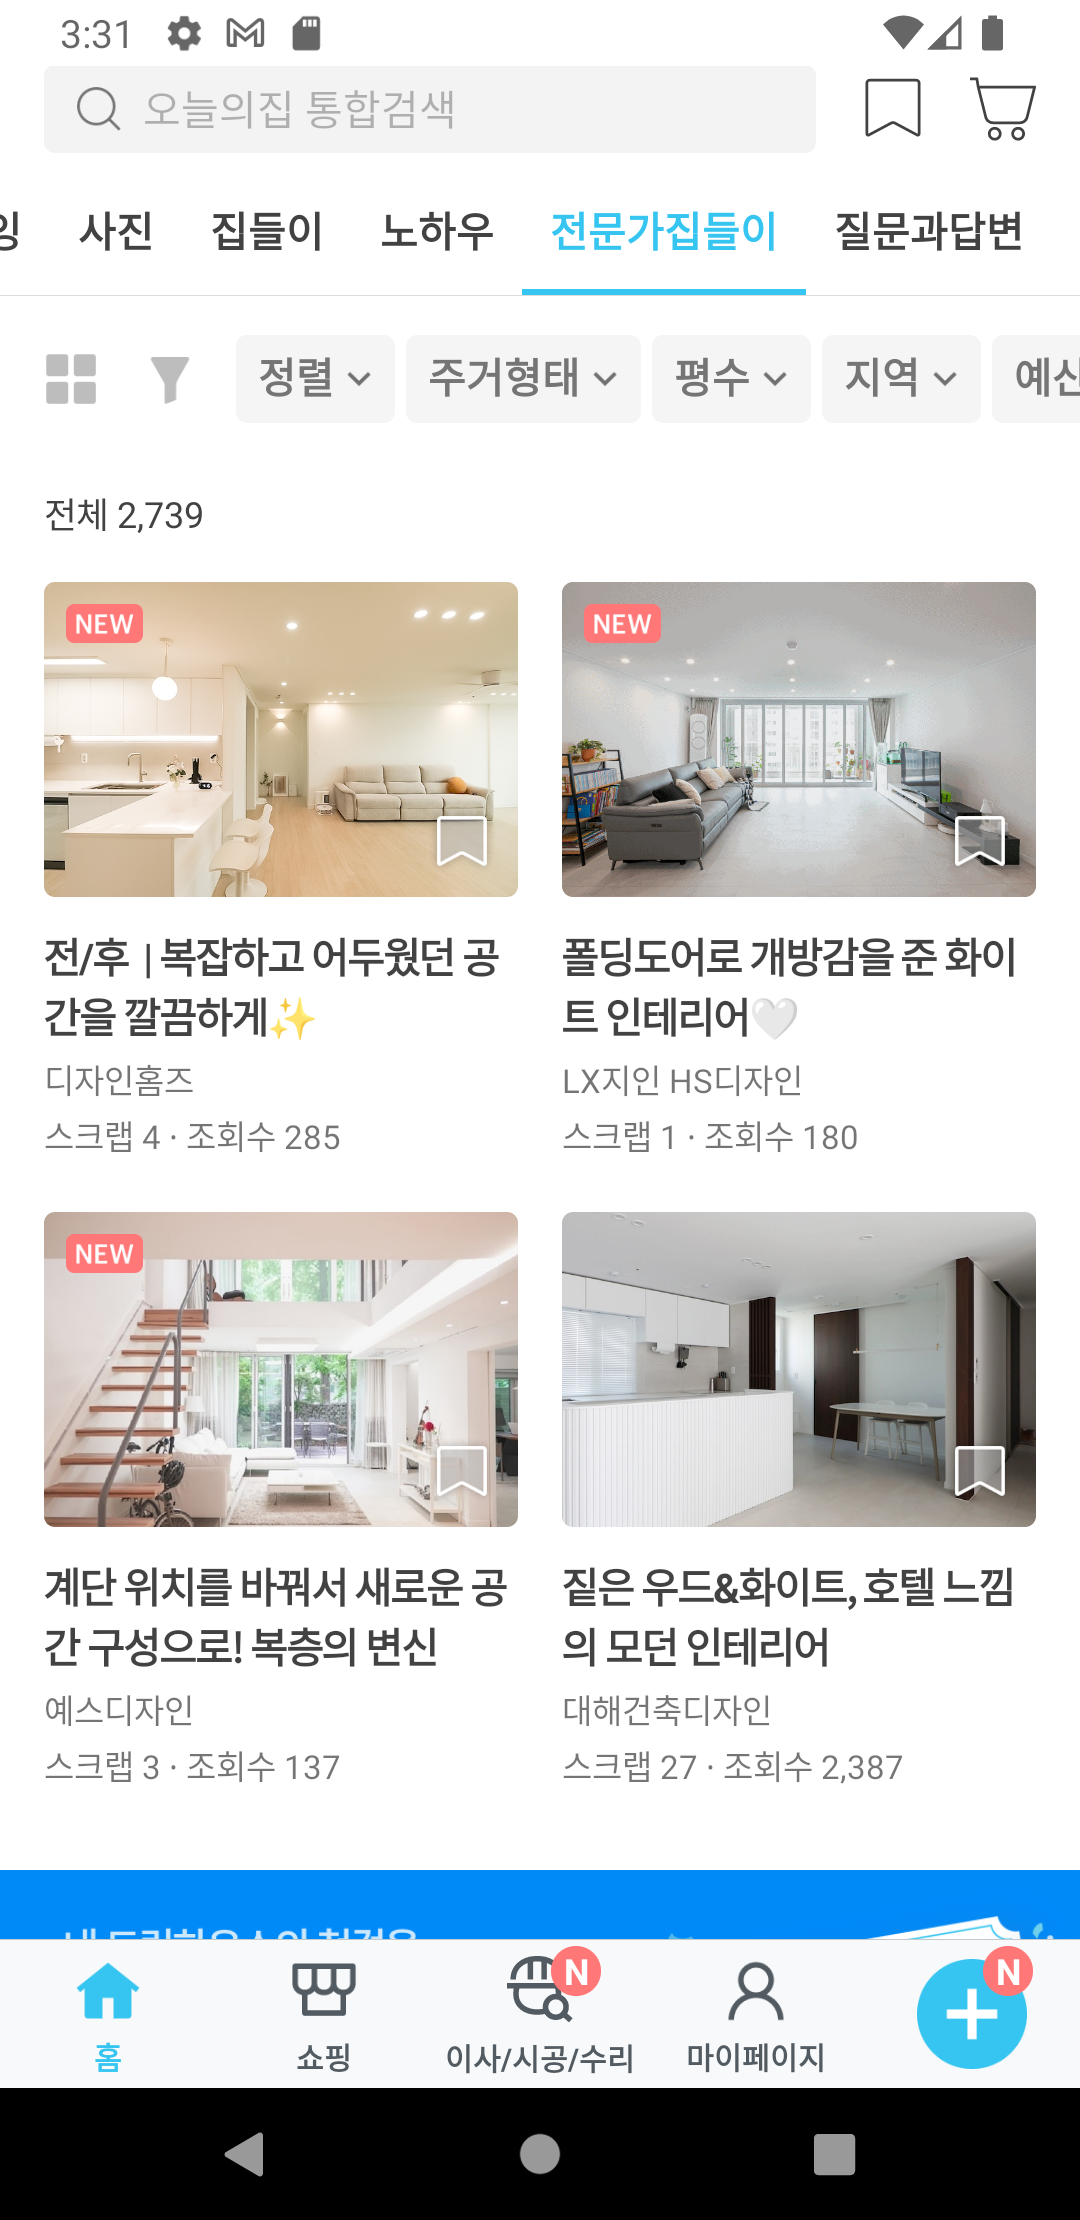 3:31
오늘의집 통합검색
잉 사진 집들이 노하우 전문가집들이 질문과답변
정렬 주거형태 평수 지역 예산
전체 2,739
NEW
NEW
전/후 | 복잡하고 어두웠던 공
간을 깔끔하게✨
디자인홈즈
스크랩 4 · 조회수 285
폴딩도어로 개방감을 준 화이
트 인테리어🤍
LX지인 HS디자인
스크랩 1 · 조회수 180
NEW
계단 위치를 바꿔서 새로운 공
간 구성으로! 복층의 변신
예스디자인
스크랩 3 · 조회수 137
짙은 우드&화이트, 호텔 느낌
의 모던 인테리어
대해건축디자인
스크랩 27 · 조회수 2,387
N
N
홈 쇼핑 이사/시공/수리 마이페이지